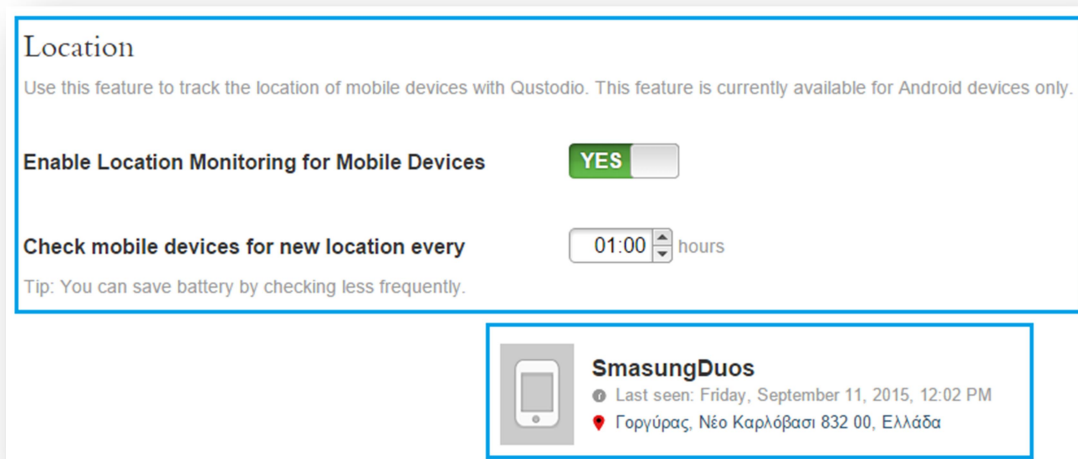 Location
Use this feature to track the location of mobile devices with Qustodio. This feature is currently available for Android devices only.
Enable Location Monitoring for Mobile Devices YES
Check mobile devices for new location every 01:00 hours
Tip: You can save battery by checking less frequently.
SmasungDuos
Last seen: Friday, September 11, 2015, 12:02 PM
Γοργύρας, Νέο Καρλόβασι 832 00, Ελλάδα